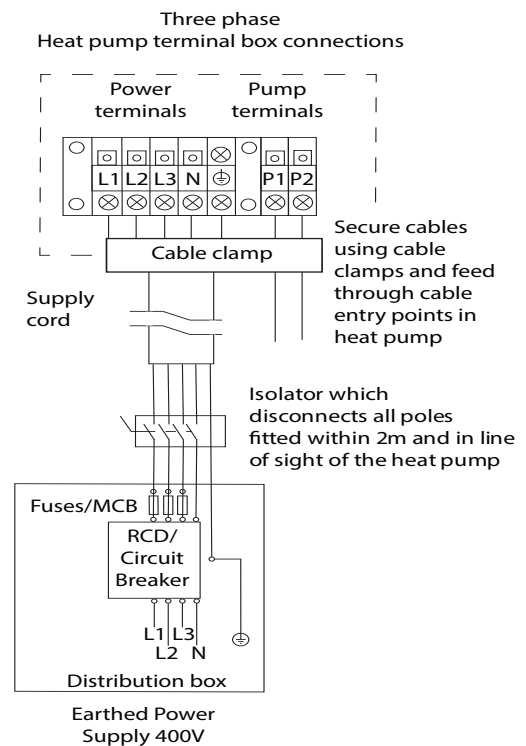 Three phase
Heat pump terminal box connections
Power
terminals
Pump
terminals
L1 L2 L3 N P1 P2
Cable clamp
Secure cables
using cable
clamps and feed
through cable
entry points in
heat pump
Supply
cord
Isolator which
disconnects all poles
fitted within 2m and in line
of sight of the heat pump
Fuses/MCB
RCD/
Circuit
Breaker
L1 L3
L2 N
Distribution box
Earthed Power
Supply 400V